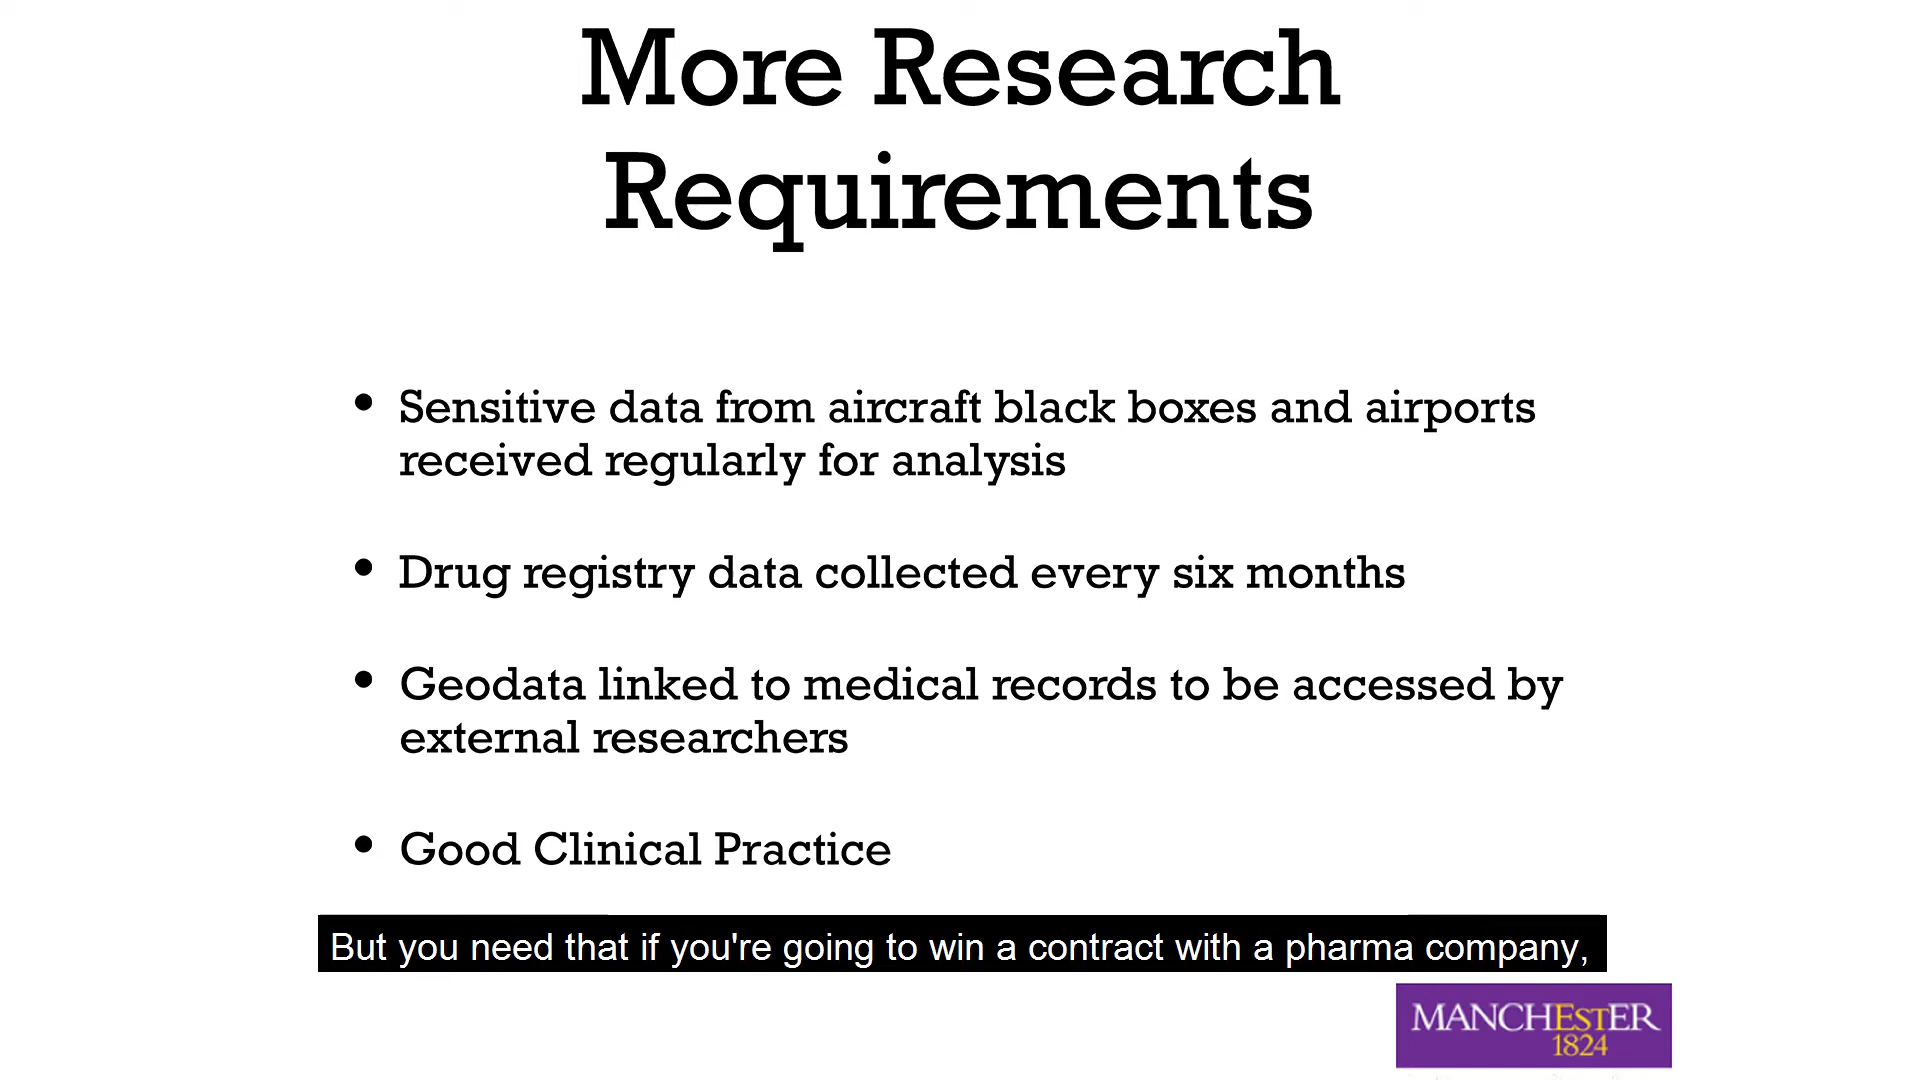 More Research
Requirements
• Sensitive data from aircraft black boxes and airports
received regularly for analysis
• Drug registry data collected every six months
• Geodata linked to medical records to be accessed by
external researchers
• Good Clinical Practice
But you need that if you're going to win a contract with a pharma company,
MANCHEsTER
1824